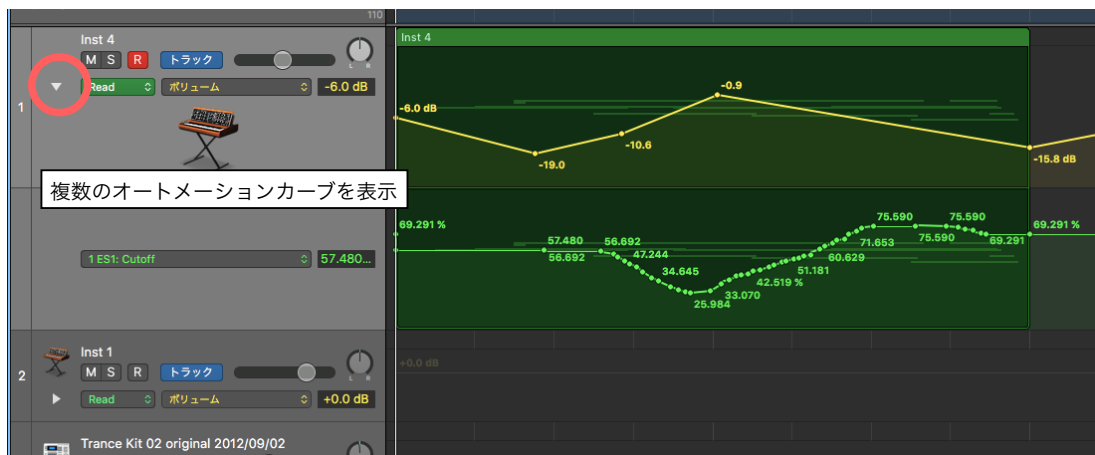 110
Inst 4
M S R トラック
L R
1
Read ボリューム -6.0 dB
複数のオートメーションカーブを表示
1 ES1: Cutoff 57.480...
Inst 4
-6.0 dB
-0.9
-10.6
-19.0
-15.8 dB
69.291 %
57.480
56.692
56.692
47.244
34.645
25.984
33.070
42.519 %
51.181
60.629
71.653
75.590
75.590
75.590
69.291
69.291 %
2
Inst 1
M S R トラック
L R
Read ボリューム +0.0 dB
+0.0 dB
Trance Kit 02 original 2012/09/02